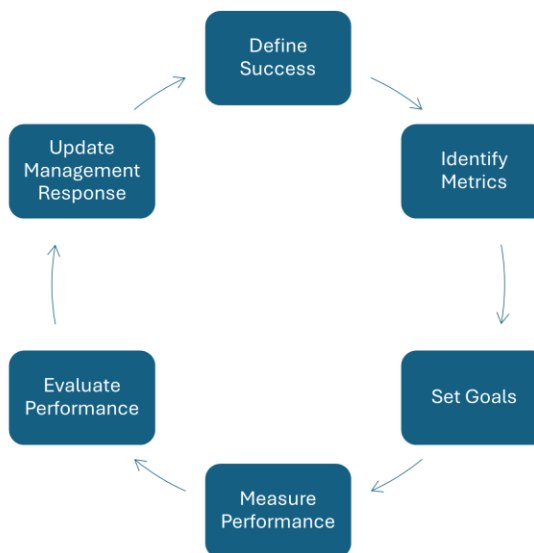 Define
Success
Identify
Metrics
Set Goals
Measure
Performance
Evaluate
Performance
Update
Management
Response